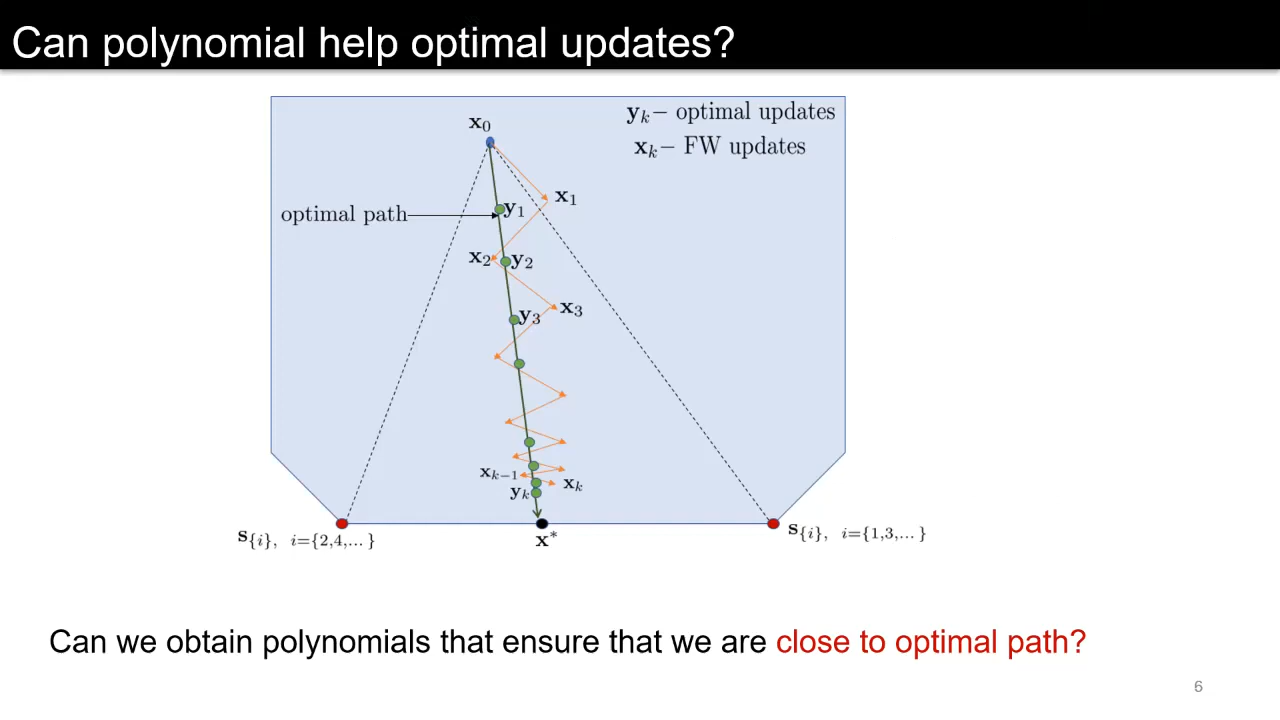 Can polynomial help optimal updates?
𝐲ₖ− optimal updates
𝐱ₖ− FW updates
𝐱₀
𝐱₁
optimal path
𝐲₁
𝐱₂
𝐲₂
𝐱₃
𝐲₃
𝐱ₖ₋₁
𝐱ₖ
𝐲ₖ
𝐬_{i}, i={2,4,... }
𝐱*
𝐬_{i}, i={1,3,... }
Can we obtain polynomials that ensure that we are close to optimal path?
6